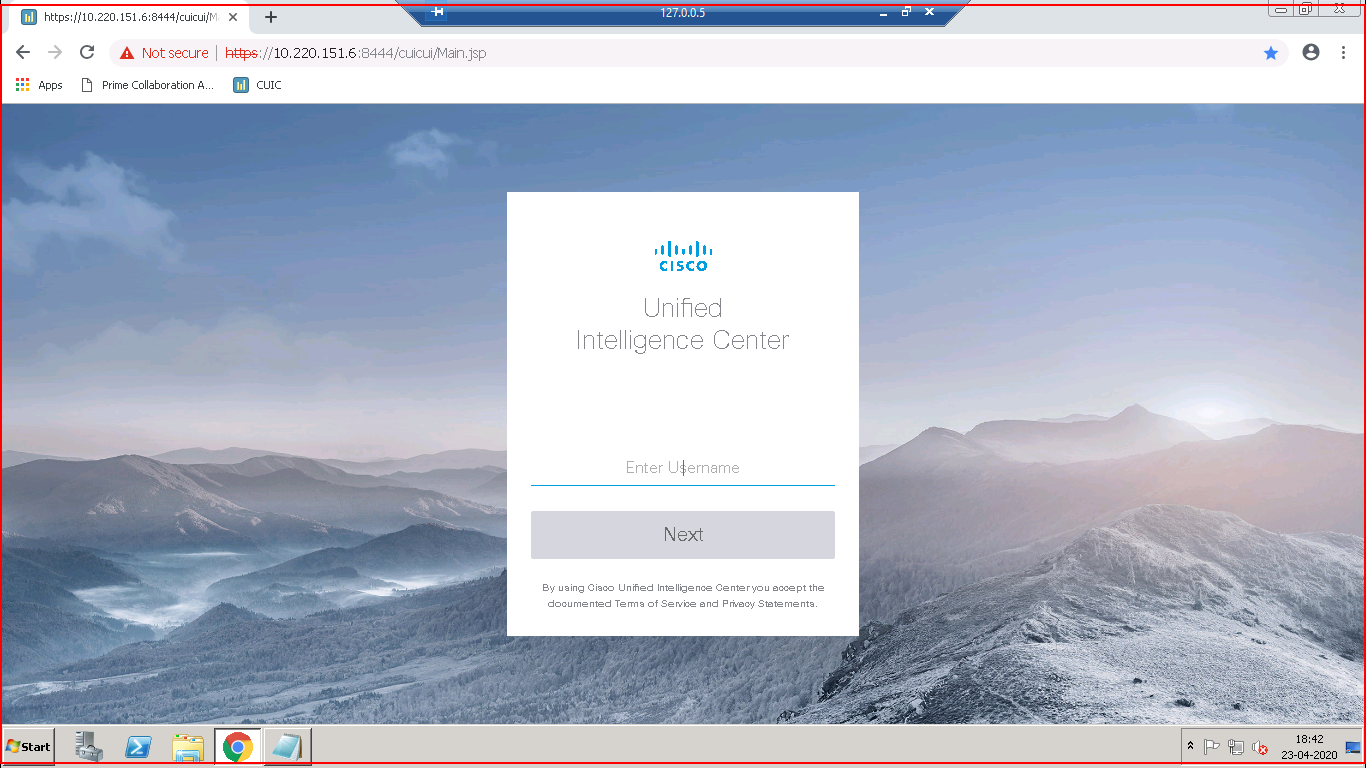 https://10.220.151.6:8444/cuicui/M
127.0.0.5
Not secure | https://10.220.151.6:8444/cuicui/Main.jsp
Apps
Prime Collaboration A...
CUIC
CISCO
Unified
Intelligence Center
Enter Username
Next
By using Cisco Unified Intelligence Center you accept the
documented Terms of Service and Privacy Statements.
Start
18:42
23-04-2020